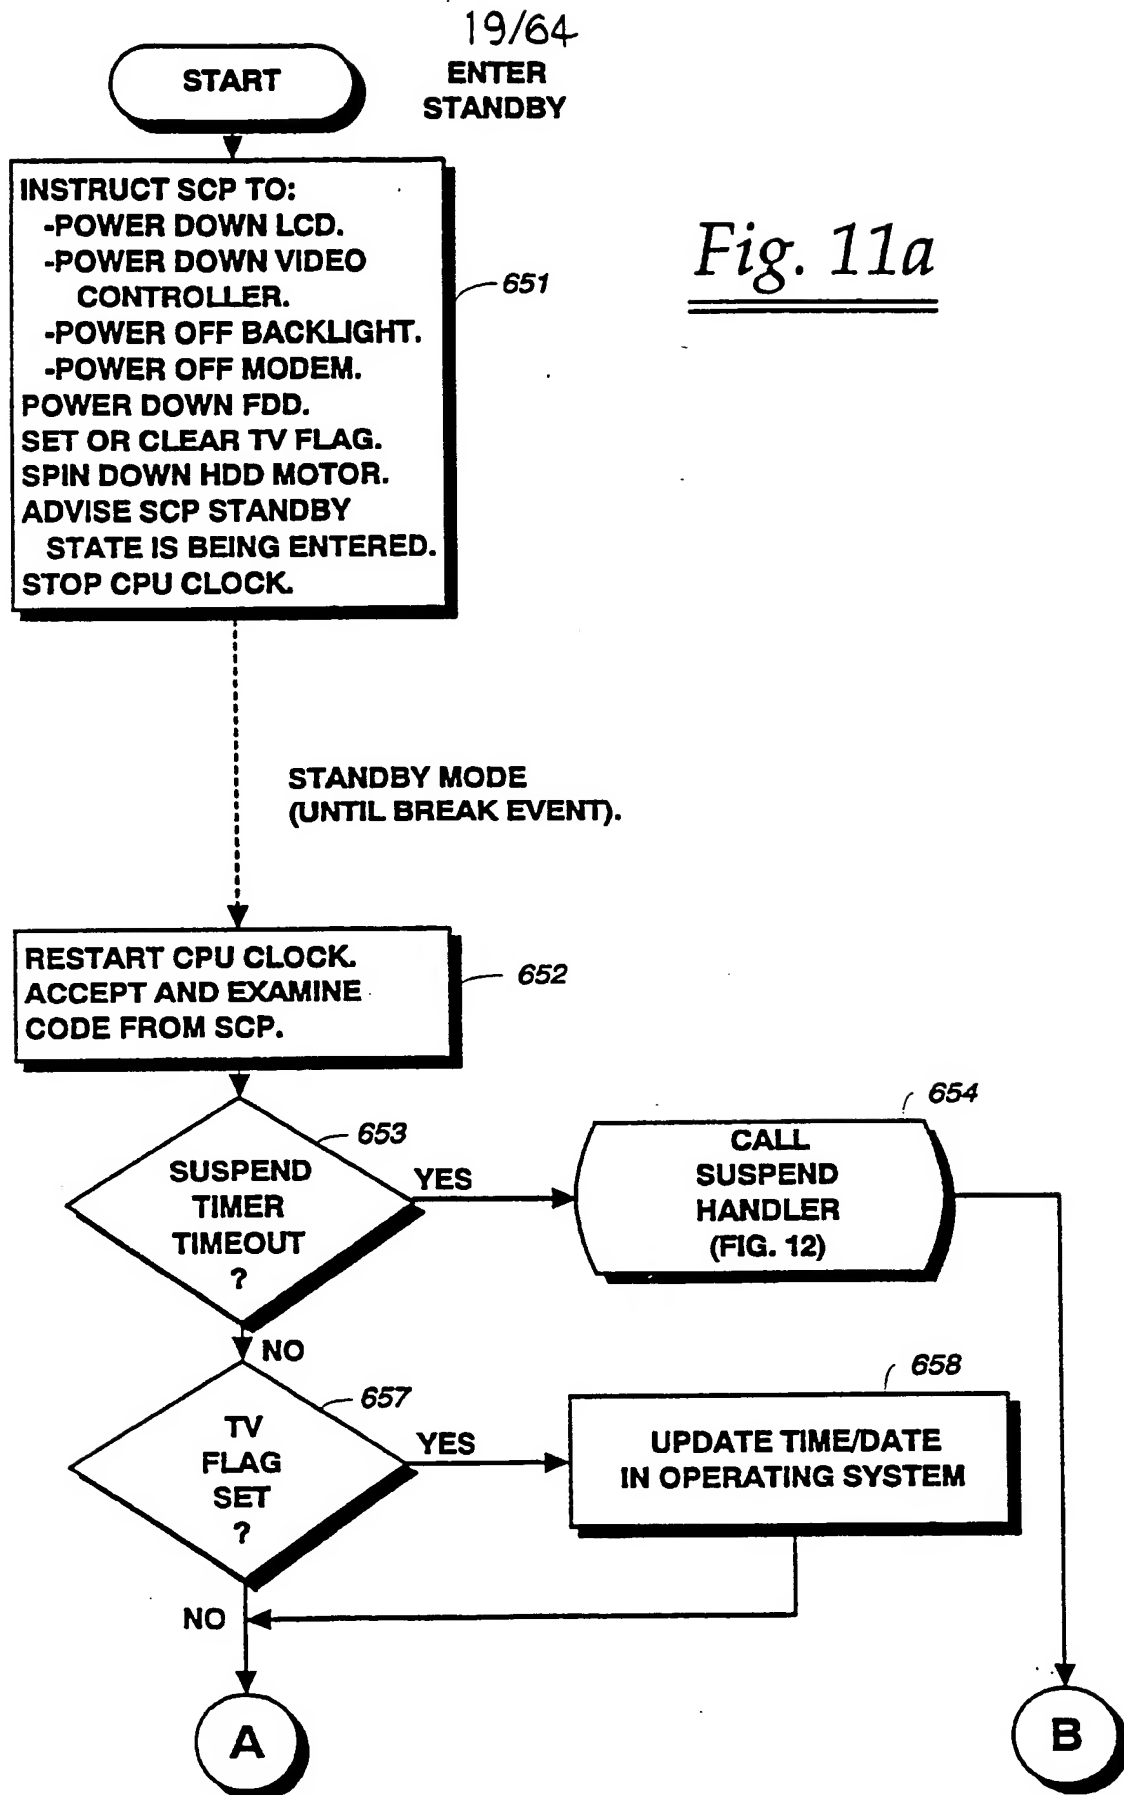 19/64
START
ENTER
STANDBY
INSTRUCT SCP TO:
-POWER DOWN LCD.
-POWER DOWN VIDEO
CONTROLLER.
-POWER OFF BACKLIGHT.
-POWER OFF MODEM.
POWER DOWN FDD.
SET OR CLEAR TV FLAG.
SPIN DOWN HDD MOTOR.
ADVISE SCP STANDBY
STATE IS BEING ENTERED.
STOP CPU CLOCK.
651
Fig. 11a
STANDBY MODE
(UNTIL BREAK EVENT).
RESTART CPU CLOCK.
ACCEPT AND EXAMINE
CODE FROM SCP.
652
SUSPEND
TIMER
TIMEOUT
?
653
YES
CALL
SUSPEND
HANDLER
(FIG. 12)
654
NO
TV
FLAG
SET
?
657
YES
UPDATE TIME/DATE
IN OPERATING SYSTEM
658
NO
A
B